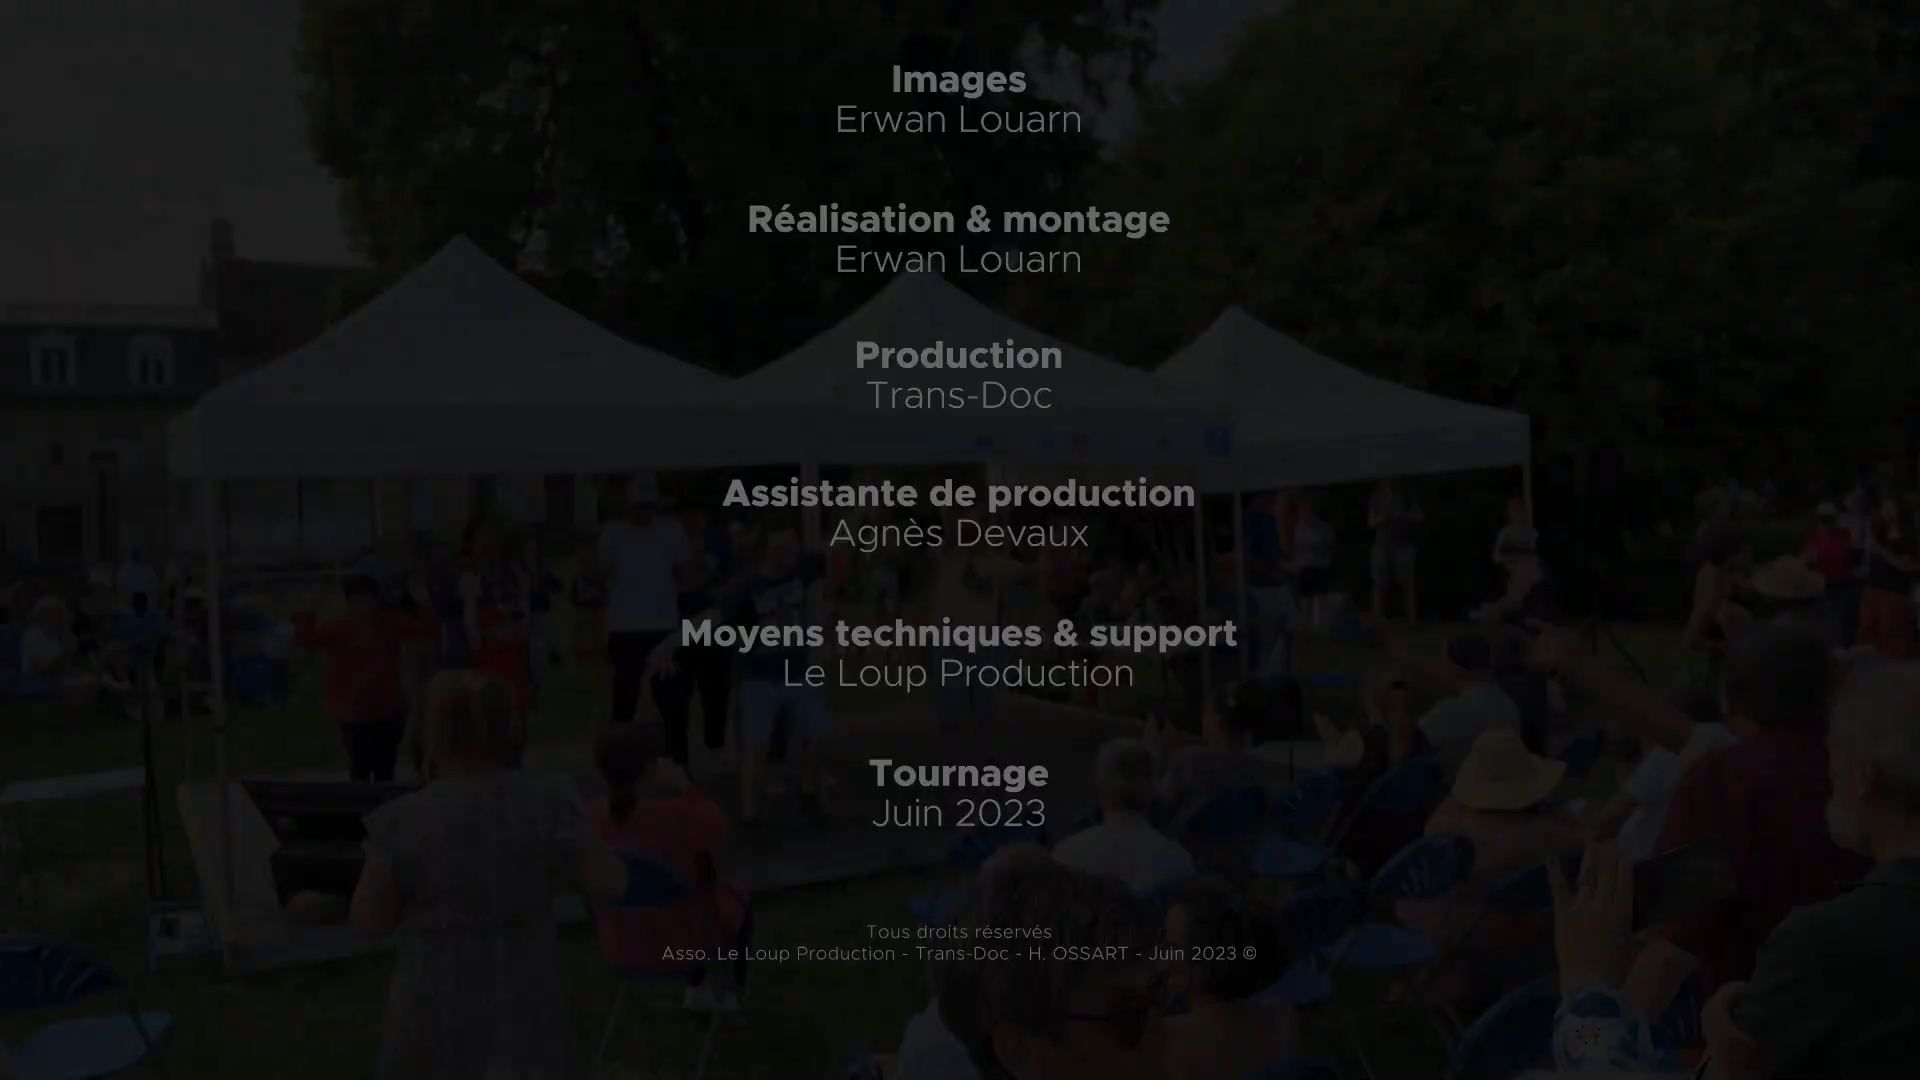 Images
Erwan Louarn
Réalisation & montage
Erwan Louarn
Production
Trans-Doc
Assistante de production
Agnès Devaux
Moyens techniques & support
Le Loup Production
Tournage
Juin 2023
Tous droits réservés
Asso. Le Loup Production - Trans-Doc - H. OSSART - Juin 2023 ©